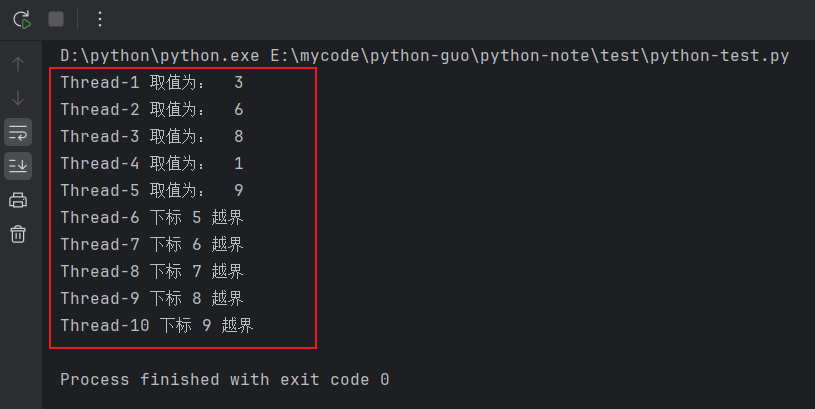 D:\python\python.exe E:\mycode\python-guo\python-note\test\python-test.py
Thread-1 取值为：  3
Thread-2 取值为：  6
Thread-3 取值为：  8
Thread-4 取值为：  1
Thread-5 取值为：  9
Thread-6 下标 5 越界
Thread-7 下标 6 越界
Thread-8 下标 7 越界
Thread-9 下标 8 越界
Thread-10 下标 9 越界
Process finished with exit code 0